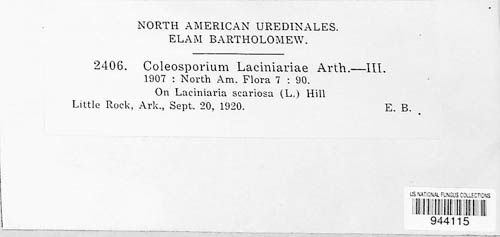 NORTH AMERICAN UREDINALES.
ELAM BARTHOLOMEW.
2406. Coleosporium Laciniariae Arth.—III.
1907 : North Am. Flora 7 : 90.
On Laciniaria scariosa (L.) Hill
Little Rock, Ark., Sept. 20, 1920. E. B.
US NATIONAL FUNGUS COLLECTIONS
944115